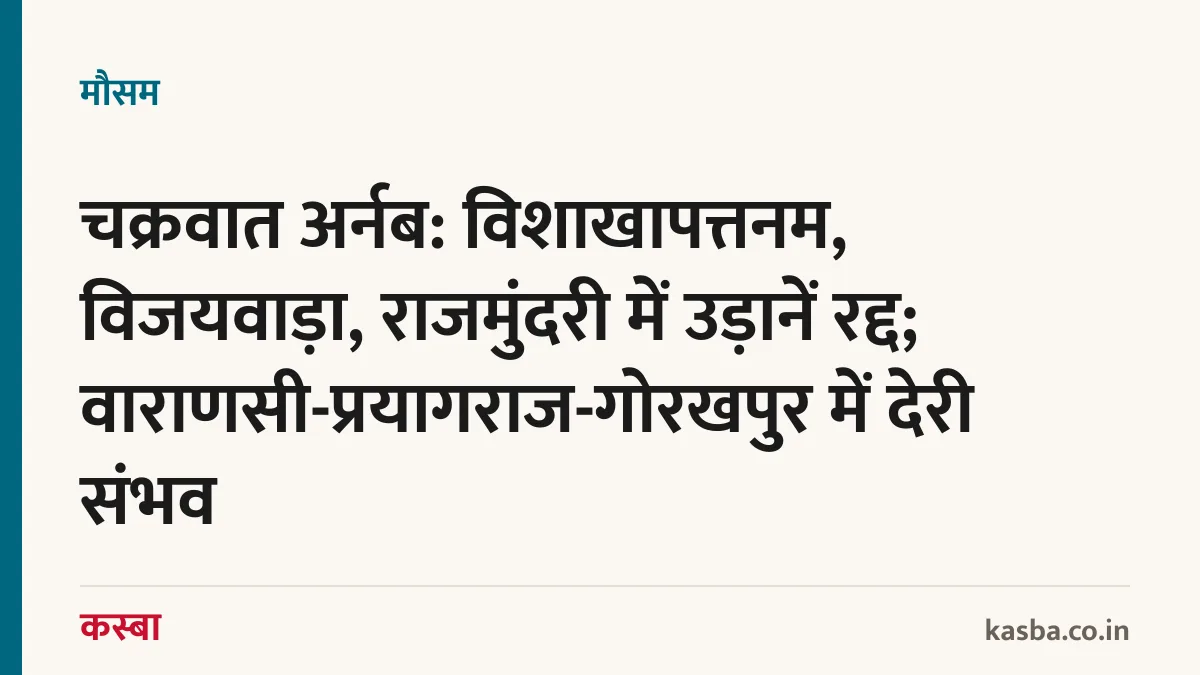 मौसम
चक्रवात अर्नब: विशाखापत्तनम,
विजयवाड़ा, राजमुंदरी में उड़ानें रद्द;
वाराणसी-प्रयागराज-गोरखपुर में देरी
संभव
कस्बा
kasba.co.in